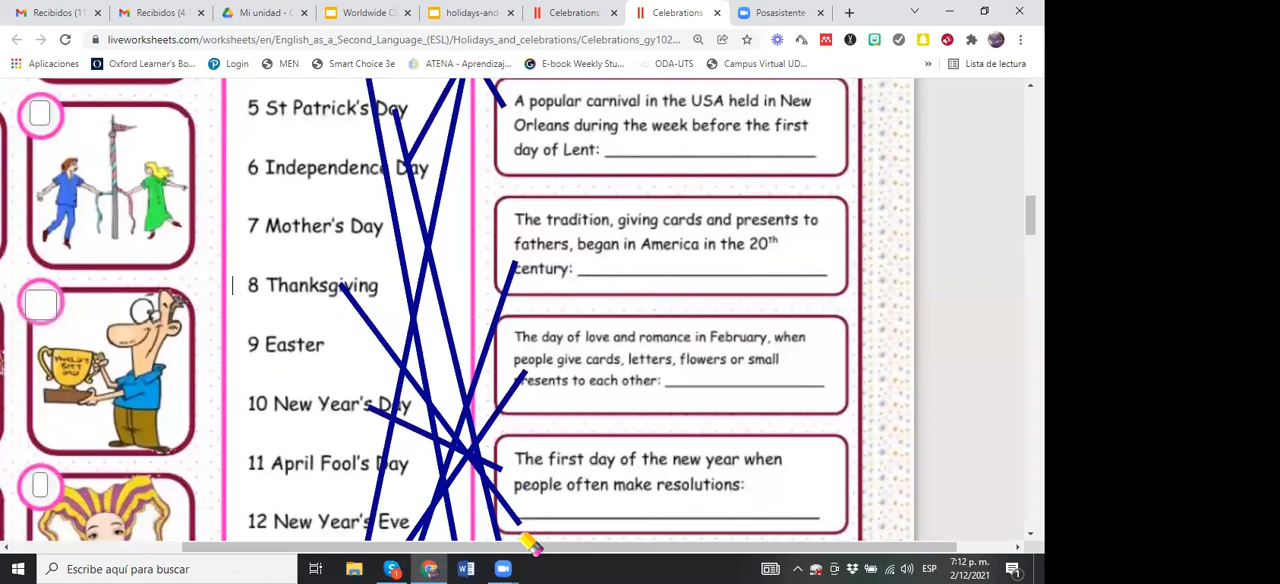 Recibidos (11
Recibidos (4.
Mi unidad - G
Worldwide C
holidays-and-
Celebrations
Celebrations
Posasistente
liveworksheets.com/worksheets/en/English_as_a_Second_Language_(ESL)/Holidays_and_celebrations/Celebrations_gy102...
Aplicaciones
Oxford Learner's Bo...
Login
MEN
Smart Choice 3e
ATENA - Aprendizaj...
E-book Weekly Stu...
ODA-UTS
Campus Virtual UD...
»
Lista de lectura
5 St Patrick's Day
6 Independence Day
7 Mother's Day
8 Thanksgiving
9 Easter
10 New Year's Day
11 April Fool's Day
12 New Year's Eve
A popular carnival in the USA held in New
Orleans during the week before the first
day of Lent: ____________________
The tradition, giving cards and presents to
fathers, began in America in the 20th
century: ____________________
The day of love and romance in February, when
people give cards, letters, flowers or small
presents to each other: ____________________
The first day of the new year when
people often make resolutions:
____________________
Escribe aquí para buscar
ESP
7:12 p. m.
2/12/2021